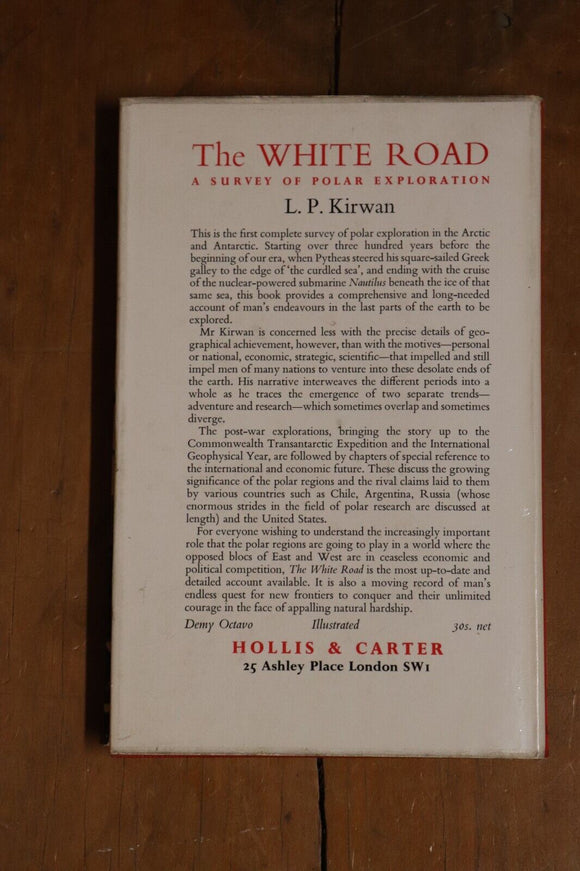 The WHITE ROAD
A SURVEY OF POLAR EXPLORATION
L. P. Kirwan
This is the first complete survey of polar exploration in the Arctic
and Antarctic. Starting over three hundred years before the
beginning of our era, when Pytheas steered his square-sailed Greek
galley to the edge of 'the curdled sea', and ending with the cruise
of the nuclear-powered submarine Nautilus beneath the ice of that
same sea, this book provides a comprehensive and long-needed
account of man's endeavours in the last parts of the earth to be
explored.
Mr Kirwan is concerned less with the precise details of geo-
graphical achievement, however, than with the motives—personal
or national, economic, strategic, scientific—that impelled and still
impel men of many nations to venture into these desolate ends of
the earth. His narrative interweaves the different periods into a
whole as he traces the emergence of two separate trends—
adventure and research—which sometimes overlap and sometimes
diverge.
The post-war explorations, bringing the story up to the
Commonwealth Transantarctic Expedition and the International
Geophysical Year, are followed by chapters of special reference to
the international and economic future. These discuss the growing
significance of the polar regions and the rival claims laid to them
by various countries such as Chile, Argentina, Russia (whose
enormous strides in the field of polar research are discussed at
length) and the United States.
For everyone wishing to understand the increasingly important
role that the polar regions are going to play in a world where the
opposed blocs of East and West are in ceaseless economic and
political competition, The White Road is the most up-to-date and
detailed account available. It is also a moving record of man's
endless quest for new frontiers to conquer and their unlimited
courage in the face of appalling natural hardship.
Demy Octavo Illustrated 30s. net
HOLLIS & CARTER
25 Ashley Place London SW1